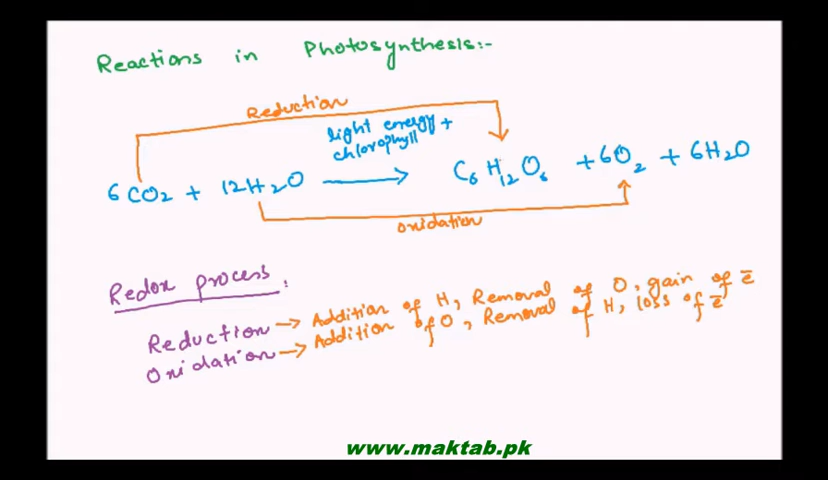 Reactions in Photosynthesis:-
Reduction
light energy +
chlorophyll
6CO₂ + 12H₂O ⟶ C₆H₁₂O₆ + 6O₂ + 6H₂O
oxidation
Redox process:
Reduction → Addition of H, Removal of O, gain of ē
Oxidation → Addition of O, Removal of H, loss of ē
www.maktab.pk